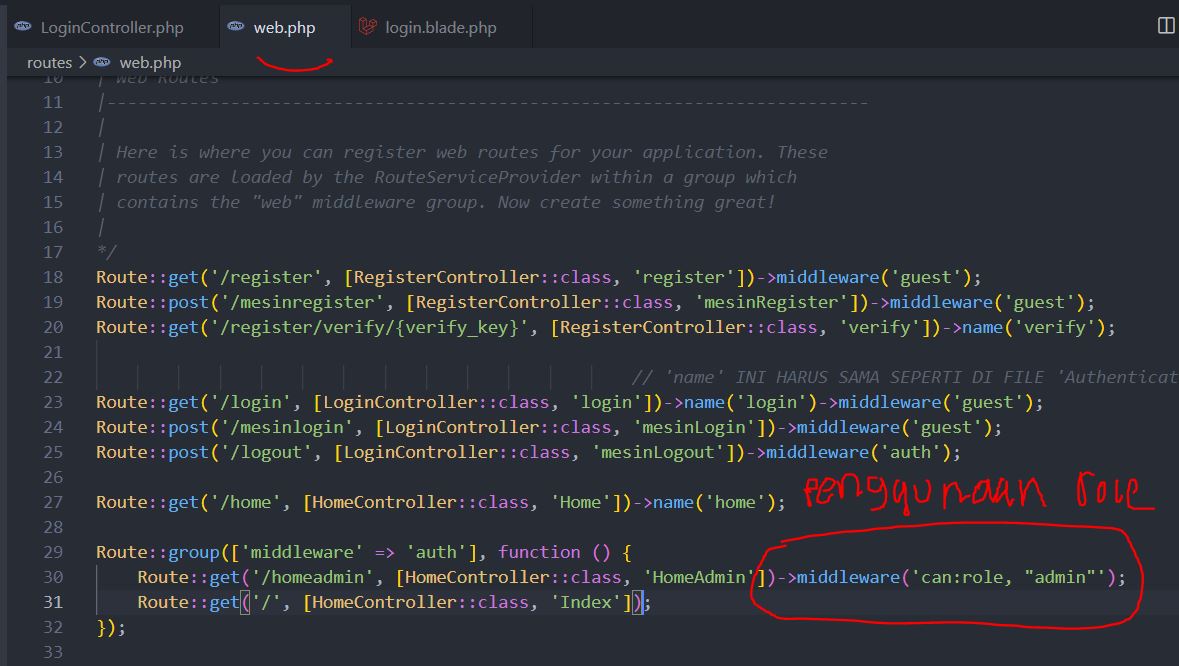 LoginController.php
web.php
login.blade.php
routes > web.php
10 | Web Routes
11 |--------------------------------------------------------------------------
12 |
13 | Here is where you can register web routes for your application. These
14 | routes are loaded by the RouteServiceProvider within a group which
15 | contains the "web" middleware group. Now create something great!
16 |
17 */
18 Route::get('/register', [RegisterController::class, 'register'])->middleware('guest');
19 Route::post('/mesinregister', [RegisterController::class, 'mesinRegister'])->middleware('guest');
20 Route::get('/register/verify/{verify_key}', [RegisterController::class, 'verify'])->name('verify');
21
22 // 'name' INI HARUS SAMA SEPERTI DI FILE 'Authenticat
23 Route::get('/login', [LoginController::class, 'login'])->name('login')->middleware('guest');
24 Route::post('/mesinlogin', [LoginController::class, 'mesinLogin'])->middleware('guest');
25 Route::post('/logout', [LoginController::class, 'mesinLogout'])->middleware('auth');
26
27 Route::get('/home', [HomeController::class, 'Home'])->name('home');
Penggunaan role
28
29 Route::group(['middleware' => 'auth'], function () {
30 Route::get('/homeadmin', [HomeController::class, 'HomeAdmin'])->middleware('can:role, "admin"');
31 Route::get('/', [HomeController::class, 'Index']);
32 });
33